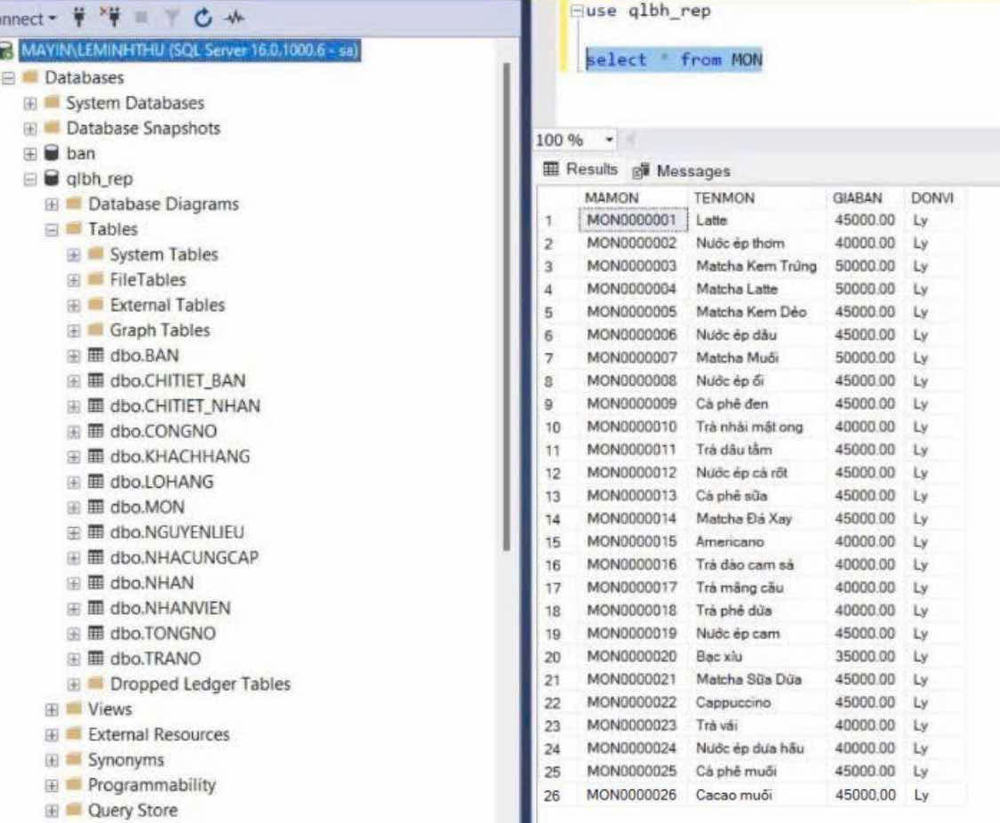 nnect
MAYIN\LEMINHTHU (SQL Server 16.0.1000.6 - sa)
Databases
System Databases
Database Snapshots
ban
qlbh_rep
Database Diagrams
Tables
System Tables
FileTables
External Tables
Graph Tables
dbo.BAN
dbo.CHITIET_BAN
dbo.CHITIET_NHAN
dbo.CONGNO
dbo.KHACHHANG
dbo.LOHANG
dbo.MON
dbo.NGUYENLIEU
dbo.NHACUNGCAP
dbo.NHAN
dbo.NHANVIEN
dbo.TONGNO
dbo.TRANO
Dropped Ledger Tables
Views
External Resources
Synonyms
Programmability
Query Store
use qlbh_rep
select * from MON
100 %
Results Messages
MAMON TENMON GIABAN DONVI
1 MON0000001 Latte 45000.00 Ly
2 MON0000002 Nước ép thơm 40000.00 Ly
3 MON0000003 Matcha Kem Trứng 50000.00 Ly
4 MON0000004 Matcha Latte 50000.00 Ly
5 MON0000005 Matcha Kem Dẻo 45000.00 Ly
6 MON0000006 Nước ép dâu 45000.00 Ly
7 MON0000007 Matcha Muối 50000.00 Ly
8 MON0000008 Nước ép ổi 45000.00 Ly
9 MON0000009 Cà phê đen 45000.00 Ly
10 MON0000010 Trà nhài mật ong 40000.00 Ly
11 MON0000011 Trà dâu tằm 45000.00 Ly
12 MON0000012 Nước ép cà rốt 45000.00 Ly
13 MON0000013 Cà phê sữa 45000.00 Ly
14 MON0000014 Matcha Đá Xay 45000.00 Ly
15 MON0000015 Americano 40000.00 Ly
16 MON0000016 Trà đào cam sả 40000.00 Ly
17 MON0000017 Trà mãng cầu 40000.00 Ly
18 MON0000018 Trà phê dứa 40000.00 Ly
19 MON0000019 Nước ép cam 45000.00 Ly
20 MON0000020 Bạc xỉu 35000.00 Ly
21 MON0000021 Matcha Sữa Dừa 45000.00 Ly
22 MON0000022 Cappuccino 45000.00 Ly
23 MON0000023 Trà vải 40000.00 Ly
24 MON0000024 Nước ép dưa hấu 40000.00 Ly
25 MON0000025 Cà phê muối 45000.00 Ly
26 MON0000026 Cacao muối 45000.00 Ly